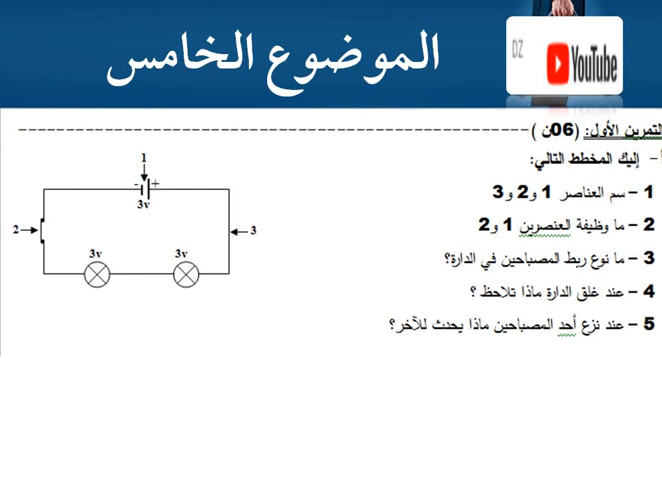 الموضوع الخامس
DZ
YouTube
التمرين الأول: (06ن )
أ- إليك المخطط التالي:
1 – سم العناصر 1 و2 و3
2 – ما وظيفة العنصرين 1 و2
3 – ما نوع ربط المصباحين في الدارة؟
4 – عند غلق الدارة ماذا تلاحظ ؟
5 – عند نزع أحد المصباحين ماذا يحدث للآخر؟
1
- +
3v
2
3
3v
3v